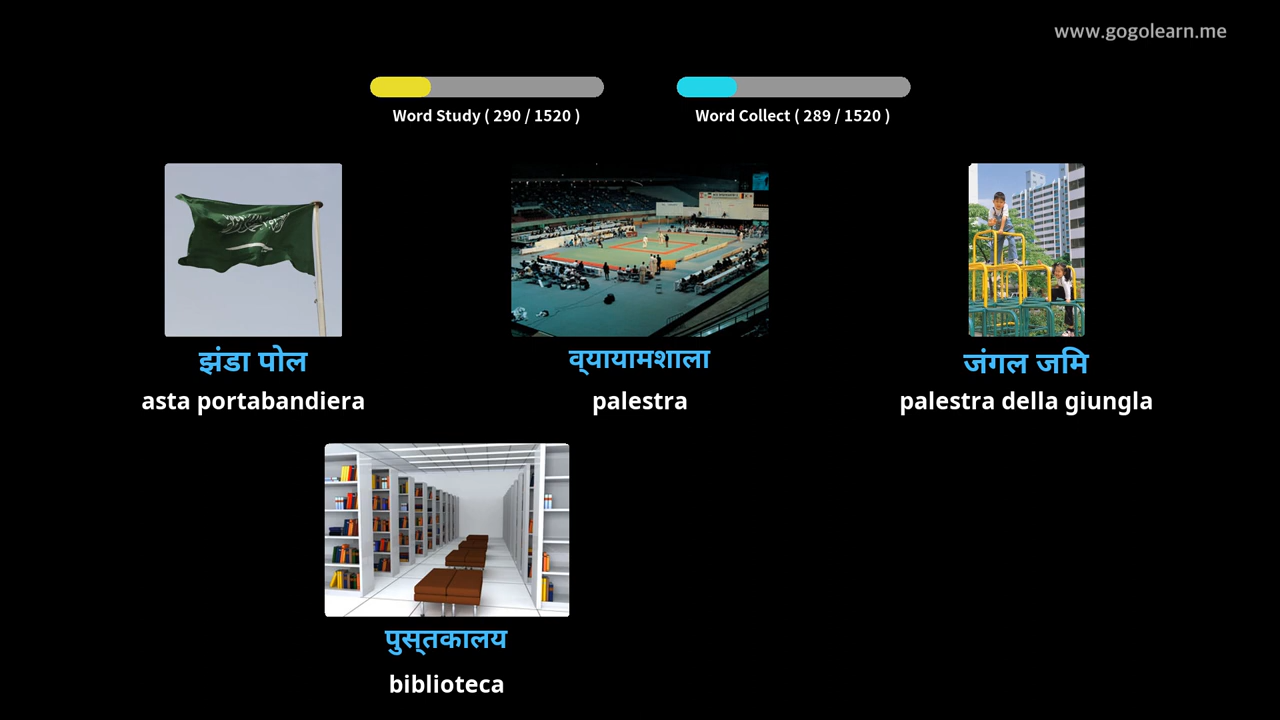 www.gogolearn.me
Word Study ( 290 / 1520 )
Word Collect ( 289 / 1520 )
झंडा पोल
व्यायामशाला
जंगल जमि
asta portabandiera
palestra
palestra della giungla
पुस्तकालय
biblioteca